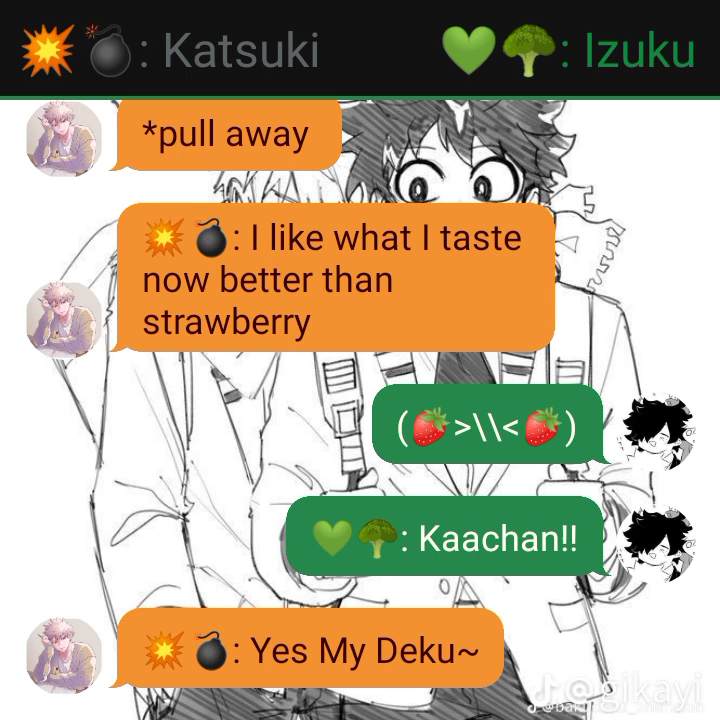 💥💣: Katsuki
💚🥦: Izuku
*pull away
💥💣: I like what I taste
now better than
strawberry
(🍓>\\<🍓)
💚🥦: Kaachan!!
💥💣: Yes My Deku~
@gikayi